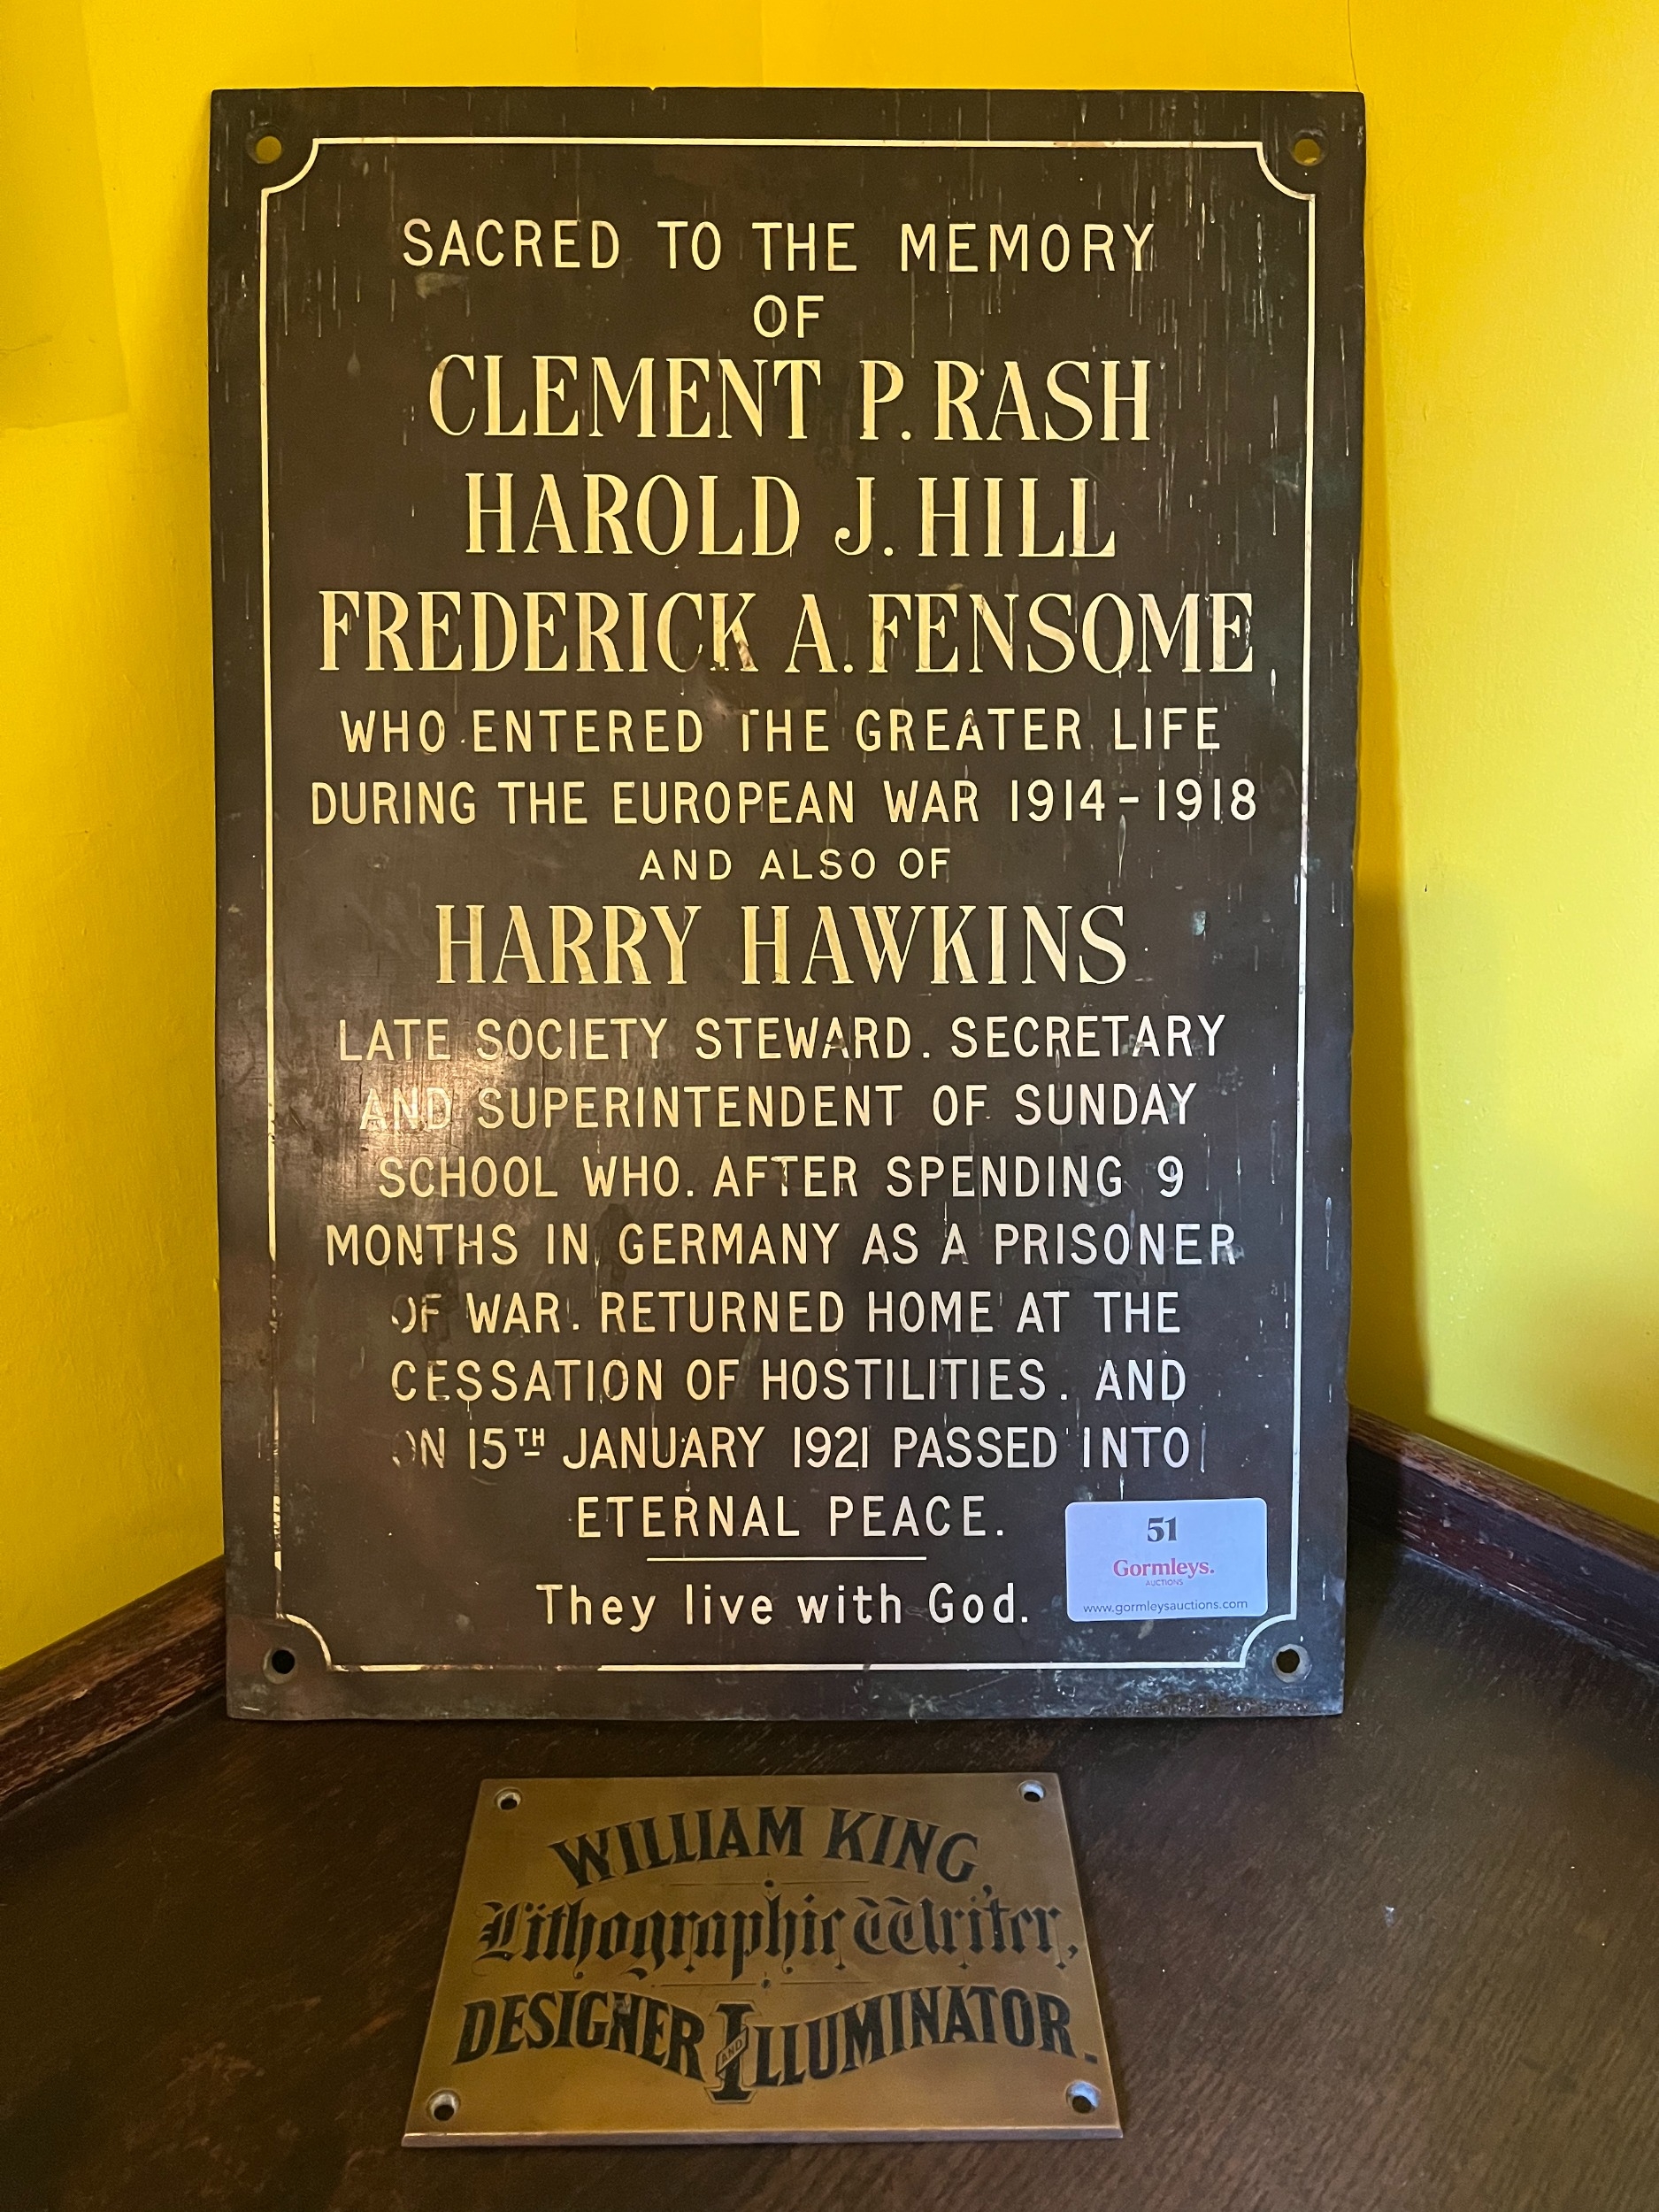 SACRED TO THE MEMORY
OF
CLEMENT P. RASH
HAROLD J. HILL
FREDERICK A. FENSOME
WHO ENTERED THE GREATER LIFE
DURING THE EUROPEAN WAR 1914-1918
AND ALSO OF
HARRY HAWKINS
LATE SOCIETY STEWARD. SECRETARY
AND SUPERINTENDENT OF SUNDAY
SCHOOL WHO. AFTER SPENDING 9
MONTHS IN GERMANY AS A PRISONER
OF WAR. RETURNED HOME AT THE
CESSATION OF HOSTILITIES. AND
ON 15TH JANUARY 1921 PASSED INTO
ETERNAL PEACE.
They live with God.
51
Gormleys.
AUCTIONS
www.gormleysauctions.com
WILLIAM KING,
Lithographic Writer,
DESIGNER AND ILLUMINATOR.